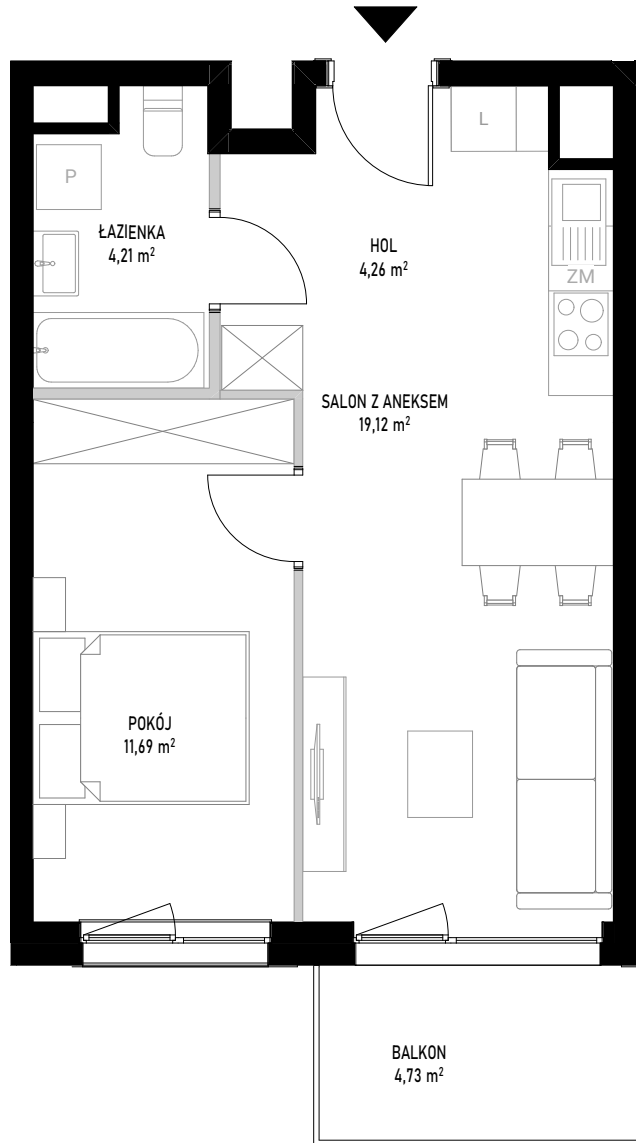 L
P
ŁAZIENKA
4,21 m²
HOL
4,26 m²
ZM
SALON Z ANEKSEM
19,12 m²
POKÓJ
11,69 m²
BALKON
4,73 m²